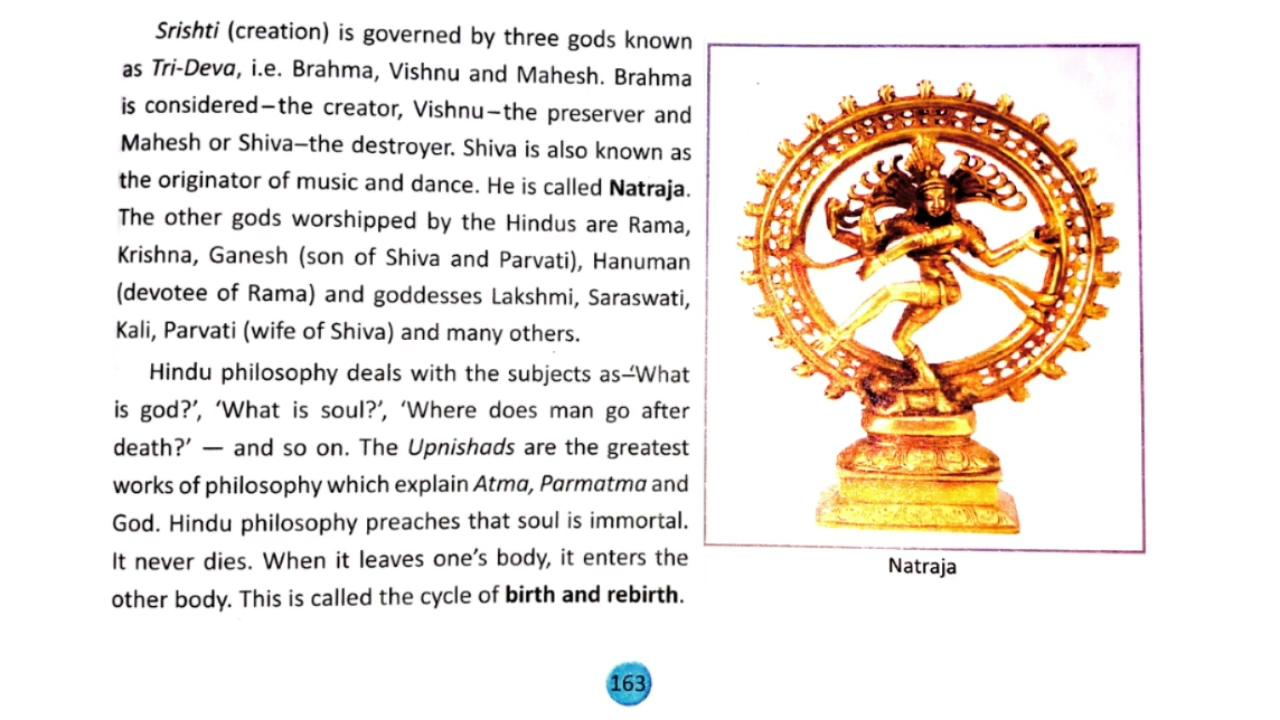 Srishti (creation) is governed by three gods known
as Tri-Deva, i.e. Brahma, Vishnu and Mahesh. Brahma
is considered–the creator, Vishnu–the preserver and
Mahesh or Shiva–the destroyer. Shiva is also known as
the originator of music and dance. He is called Natraja.
The other gods worshipped by the Hindus are Rama,
Krishna, Ganesh (son of Shiva and Parvati), Hanuman
(devotee of Rama) and goddesses Lakshmi, Saraswati,
Kali, Parvati (wife of Shiva) and many others.
Hindu philosophy deals with the subjects as–‘What
is god?’, ‘What is soul?’, ‘Where does man go after
death?’ — and so on. The Upnishads are the greatest
works of philosophy which explain Atma, Parmatma and
God. Hindu philosophy preaches that soul is immortal.
It never dies. When it leaves one’s body, it enters the
other body. This is called the cycle of birth and rebirth.
Natraja
163